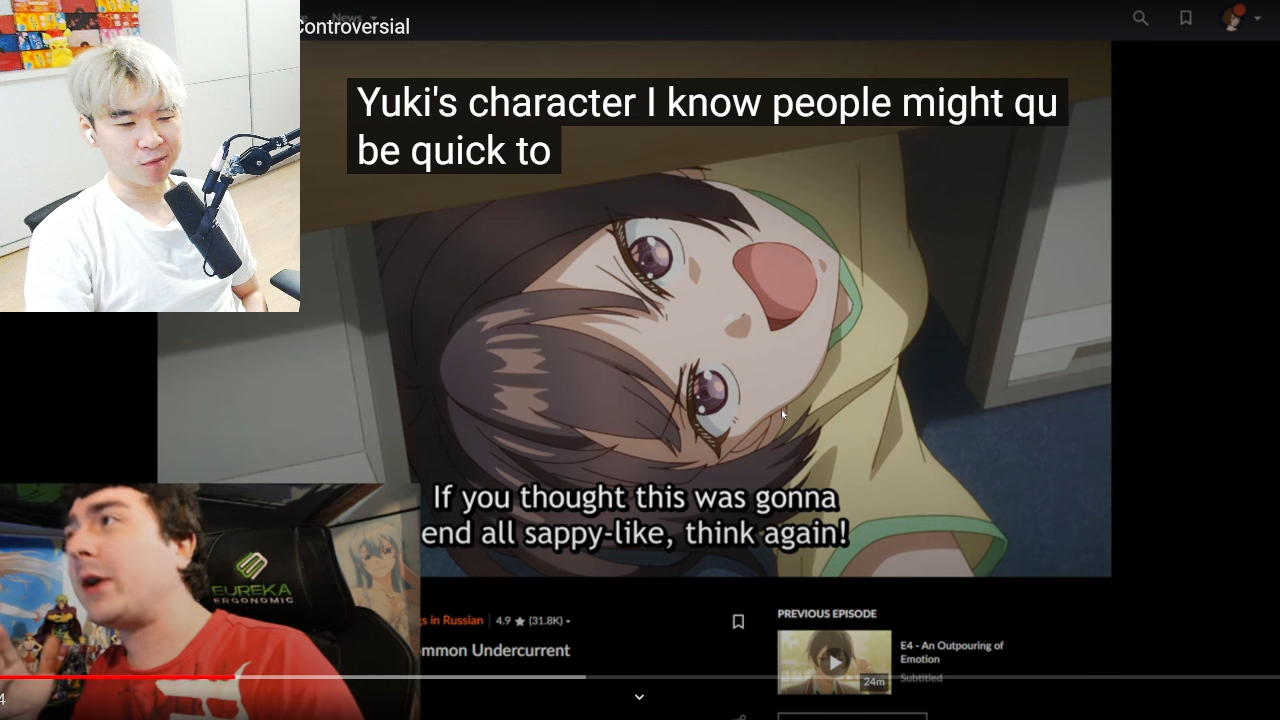 News
Controversial
Yuki's character I know people might qu
be quick to
If you thought this was gonna
end all sappy-like, think again!
EUREKA
ERGONOMIC
s in Russian | 4.9 ★ (31.8K)
mmon Undercurrent
PREVIOUS EPISODE
E4 - An Outpouring of
Emotion
Subtitled
24m
4